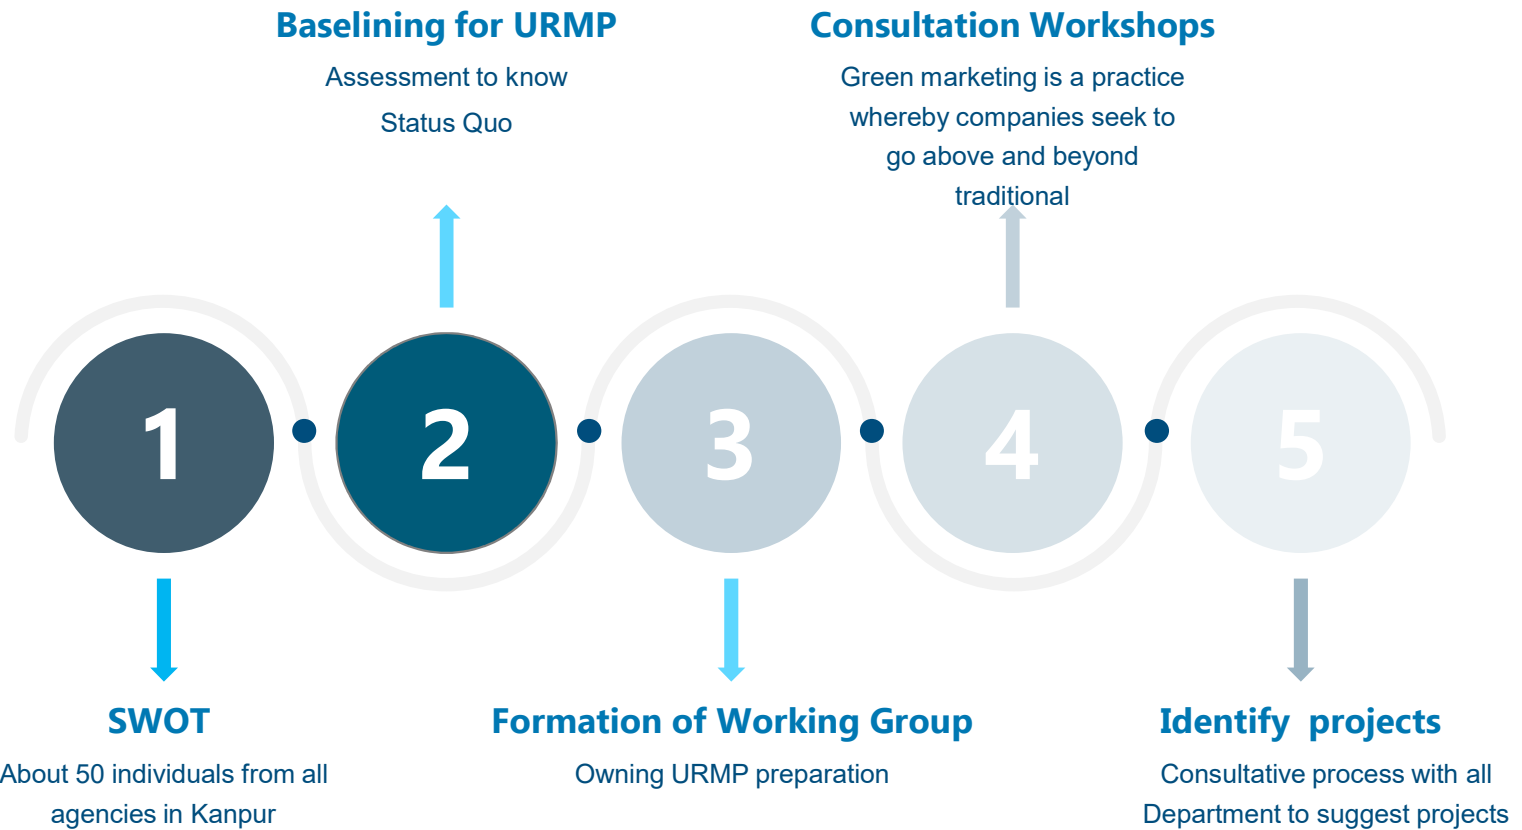 Baselining for URMP
Assessment to know
Status Quo
Consultation Workshops
Green marketing is a practice
whereby companies seek to
go above and beyond
traditional
1
2
3
4
5
SWOT
About 50 individuals from all
agencies in Kanpur
Formation of Working Group
Owning URMP preparation
Identify  projects
Consultative process with all
Department to suggest projects